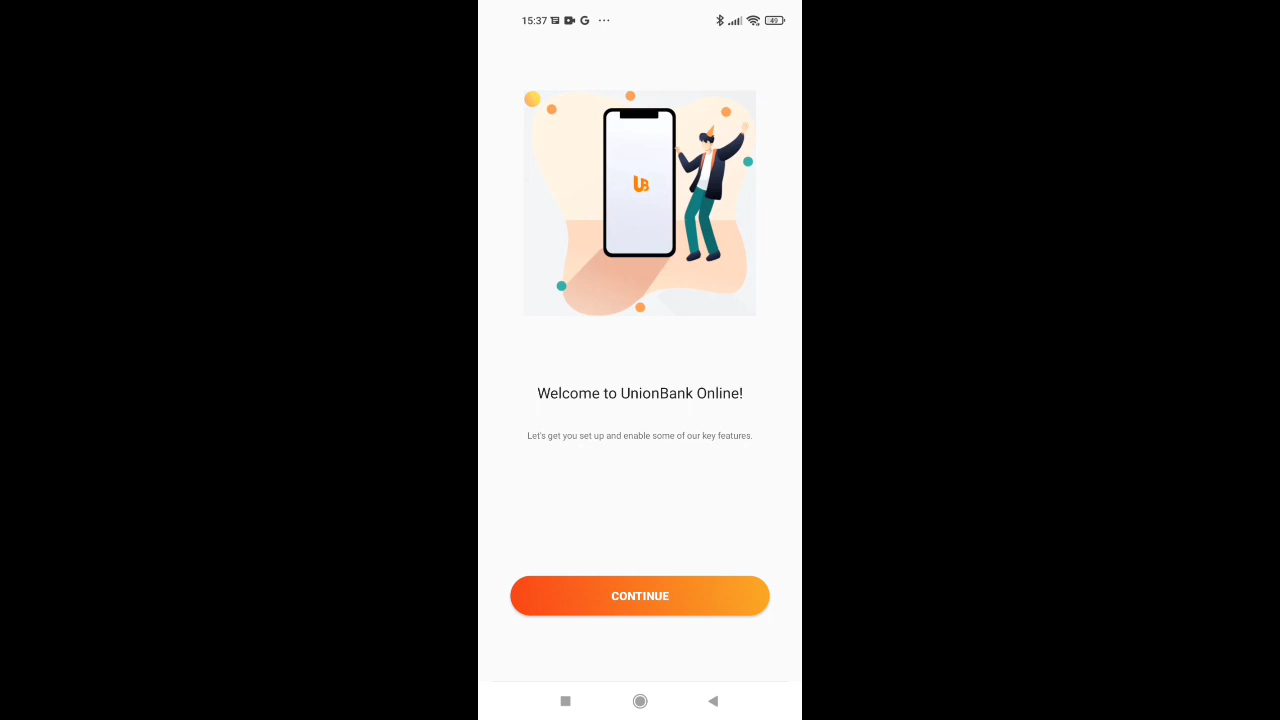 15:37
49
UB
Welcome to UnionBank Online!
Let's get you set up and enable some of our key features.
CONTINUE